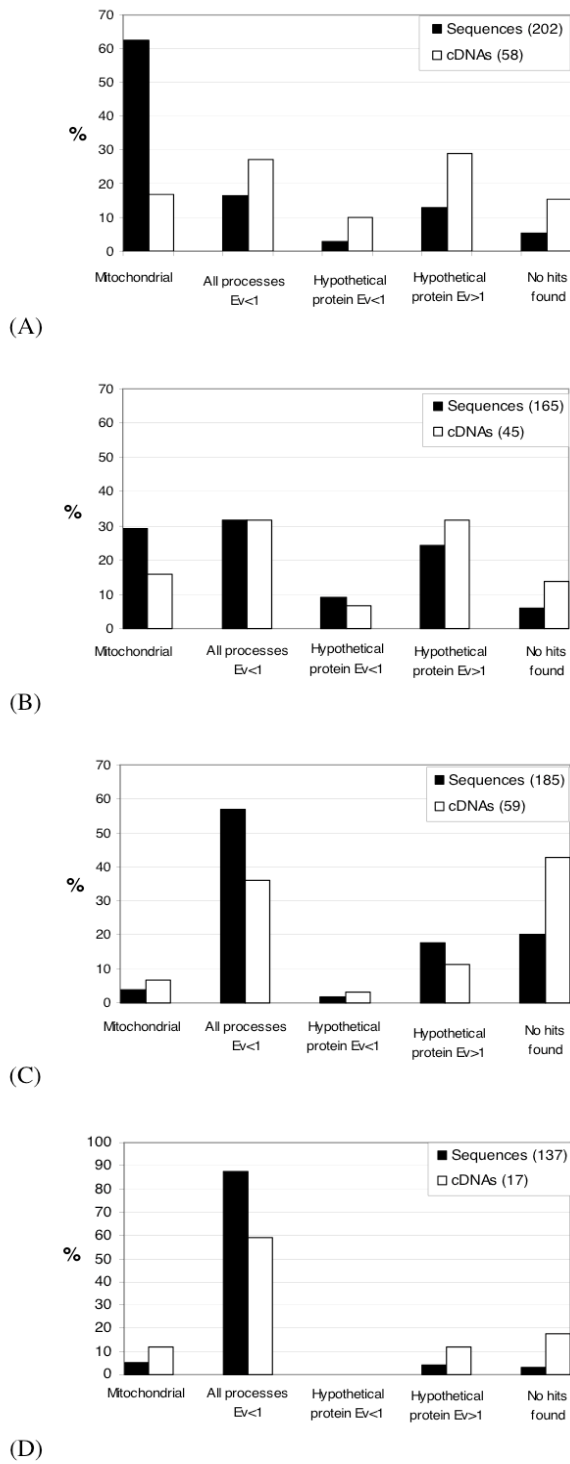 70
60
50
40
30
20
10
0
%
Sequences (202)
cDNAs (58)
Mitochondrial
All processes
Ev<1
Hypothetical
protein Ev<1
Hypothetical
protein Ev>1
No hits
found
(A)
70
60
50
40
30
20
10
0
%
Sequences (165)
cDNAs (45)
Mitochondrial
All processes
Ev<1
Hypothetical
protein Ev<1
Hypothetical
protein Ev>1
No hits
found
(B)
70
60
50
40
30
20
10
0
%
Sequences (185)
cDNAs (59)
Mitochondrial
All processes
Ev<1
Hypothetical
protein Ev<1
Hypothetical
protein Ev>1
No hits
found
(C)
100
90
80
70
60
50
40
30
20
10
0
%
Sequences (137)
cDNAs (17)
Mitochondrial
All processes
Ev<1
Hypothetical
protein Ev<1
Hypothetical
protein Ev>1
No hits
found
(D)